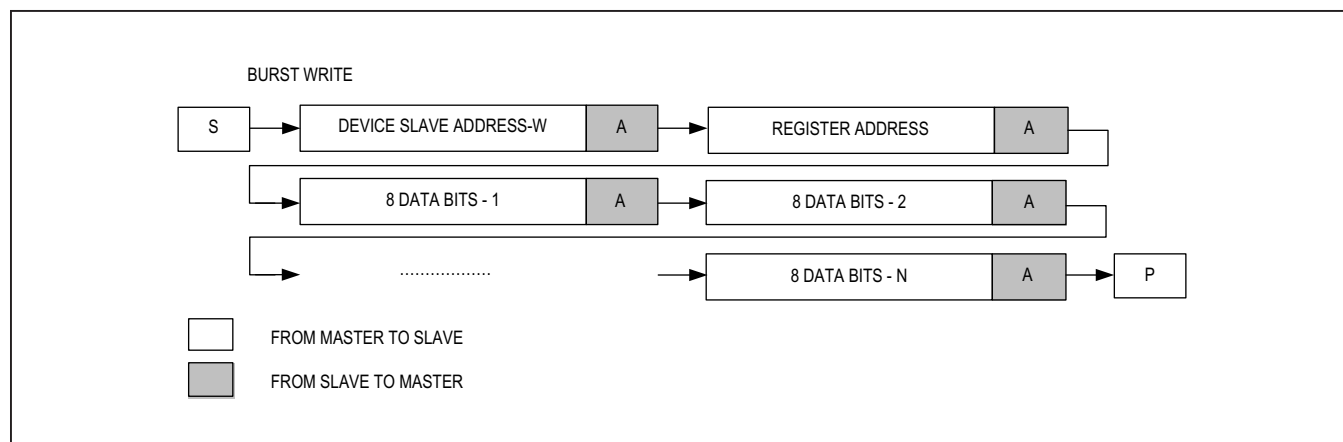 BURST WRITE
S DEVICE SLAVE ADDRESS-W A REGISTER ADDRESS A
8 DATA BITS - 1 A 8 DATA BITS - 2 A
.................. 8 DATA BITS - N A P
FROM MASTER TO SLAVE
FROM SLAVE TO MASTER